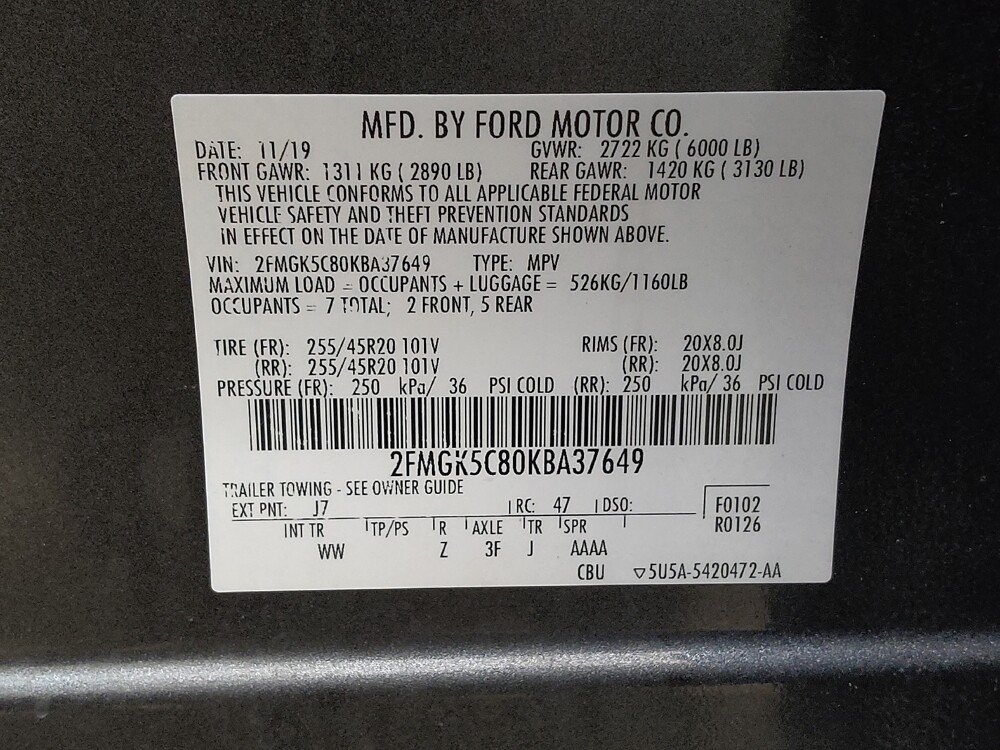 MFD. BY FORD MOTOR CO.
DATE: 11/19 GVWR: 2722 KG ( 6000 LB)
FRONT GAWR: 1311 KG ( 2890 LB) REAR GAWR: 1420 KG ( 3130 LB)
THIS VEHICLE CONFORMS TO ALL APPLICABLE FEDERAL MOTOR
VEHICLE SAFETY AND THEFT PREVENTION STANDARDS
IN EFFECT ON THE DATE OF MANUFACTURE SHOWN ABOVE.
VIN: 2FMGK5C80KBA37649 TYPE: MPV
MAXIMUM LOAD = OCCUPANTS + LUGGAGE = 526KG/1160LB
OCCUPANTS = 7 TOTAL; 2 FRONT, 5 REAR
TIRE (FR): 255/45R20 101V RIMS (FR): 20X8.0J
(RR): 255/45R20 101V (RR): 20X8.0J
PRESSURE (FR): 250 kPa/ 36 PSI COLD (RR): 250 kPa/ 36 PSI COLD
2FMGK5C80KBA37649
TRAILER TOWING - SEE OWNER GUIDE
EXT PNT: J7 RC: 47 DSO: F0102
INT TR TP/PS R AXLE TR SPR R0126
WW Z 3F J AAAA
CBU ▽5U5A-5420472-AA